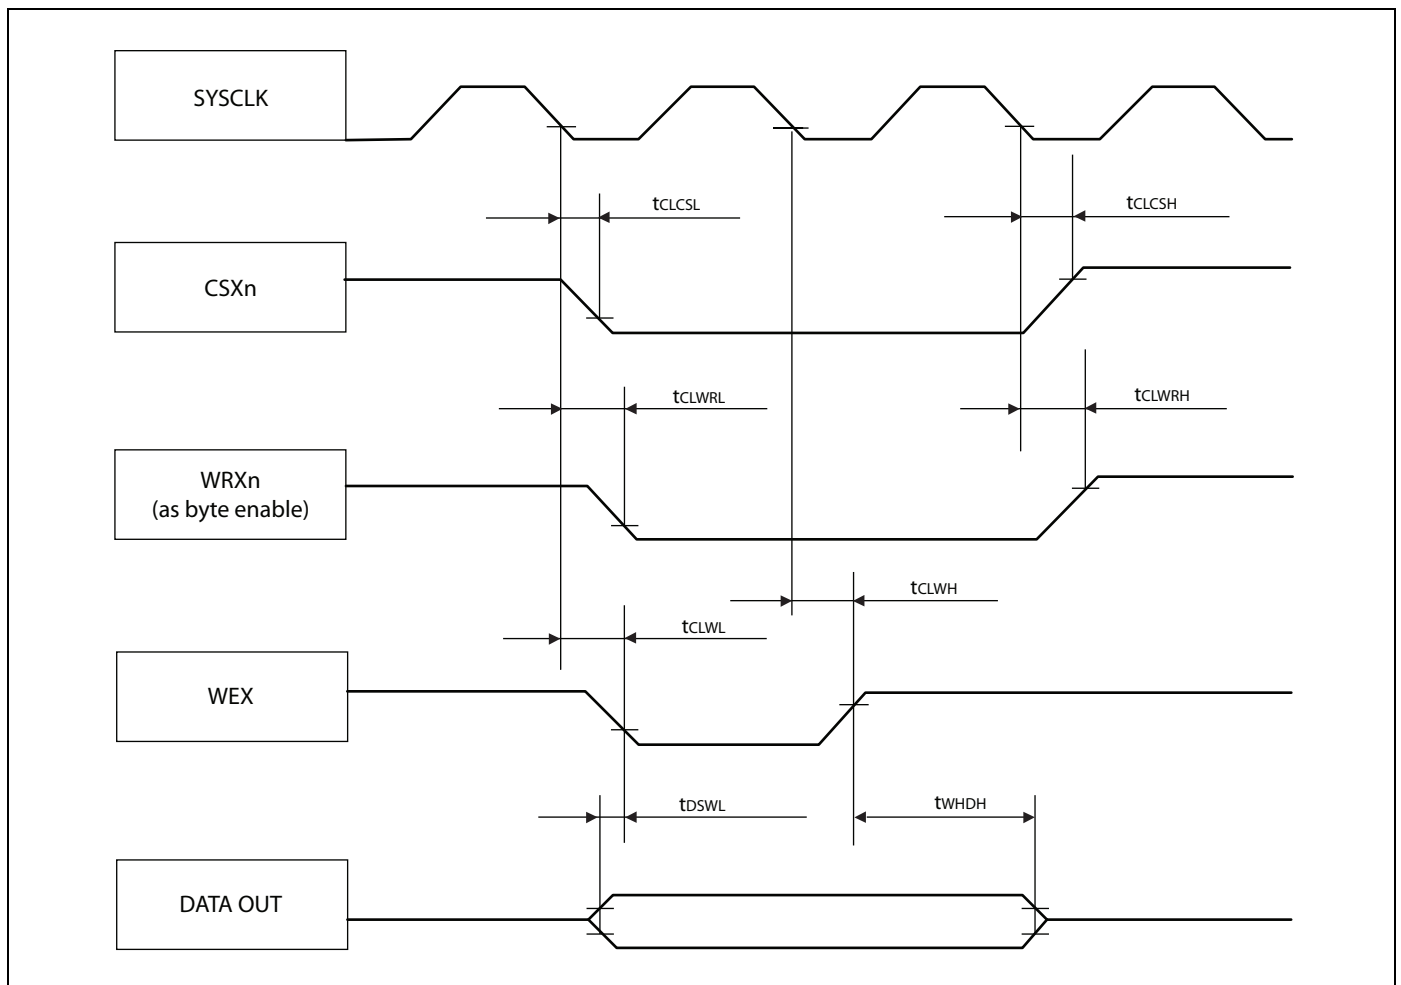 SYSCLK
tCLCSL
tCLCSH
CSXn
tCLWRL
tCLWRH
WRXn
(as byte enable)
tCLWH
tCLWL
WEX
tDSWL
tWHDH
DATA OUT